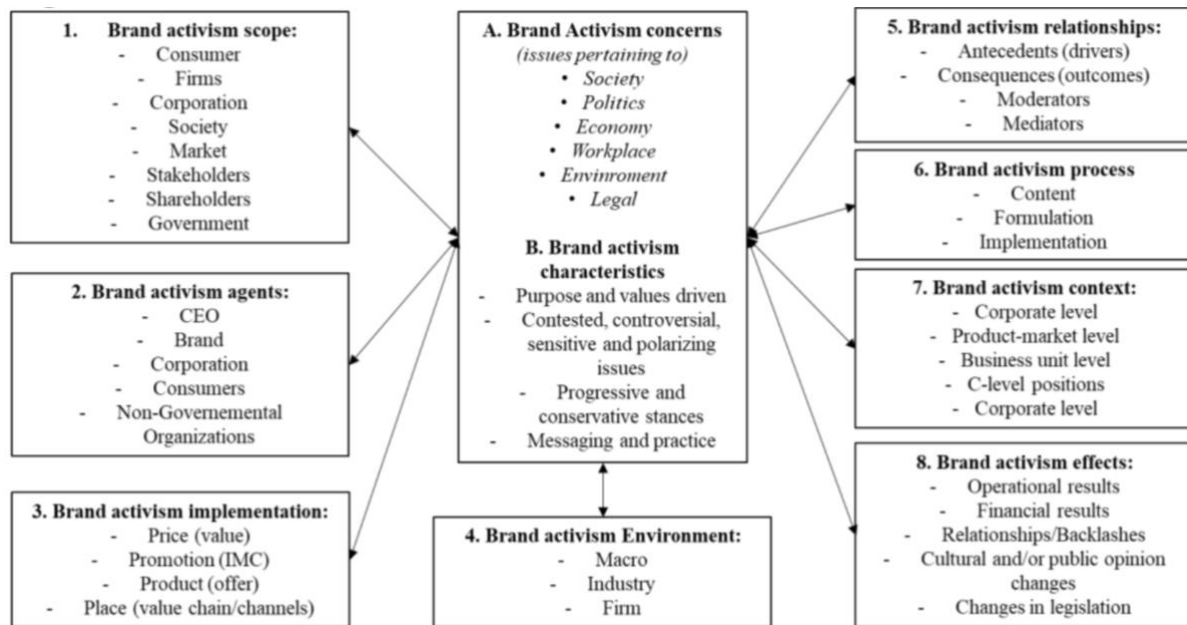 1. Brand activism scope:
- Consumer
- Firms
- Corporation
- Society
- Market
- Stakeholders
- Shareholders
- Government
2. Brand activism agents:
- CEO
- Brand
- Corporation
- Consumers
- Non-Governemental
Organizations
3. Brand activism implementation:
- Price (value)
- Promotion (IMC)
- Product (offer)
- Place (value chain/channels)
A. Brand Activism concerns
(issues pertaining to)
• Society
• Politics
• Economy
• Workplace
• Envinroment
• Legal
B. Brand activism
characteristics
- Purpose and values driven
- Contested, controversial,
sensitive and polarizing
issues
- Progressive and
conservative stances
- Messaging and practice
4. Brand activism Environment:
- Macro
- Industry
- Firm
5. Brand activism relationships:
- Antecedents (drivers)
- Consequences (outcomes)
- Moderators
- Mediators
6. Brand activism process
- Content
- Formulation
- Implementation
7. Brand activism context:
- Corporate level
- Product-market level
- Business unit level
- C-level positions
- Corporate level
8. Brand activism effects:
- Operational results
- Financial results
- Relationships/Backlashes
- Cultural and/or public opinion
changes
- Changes in legislation